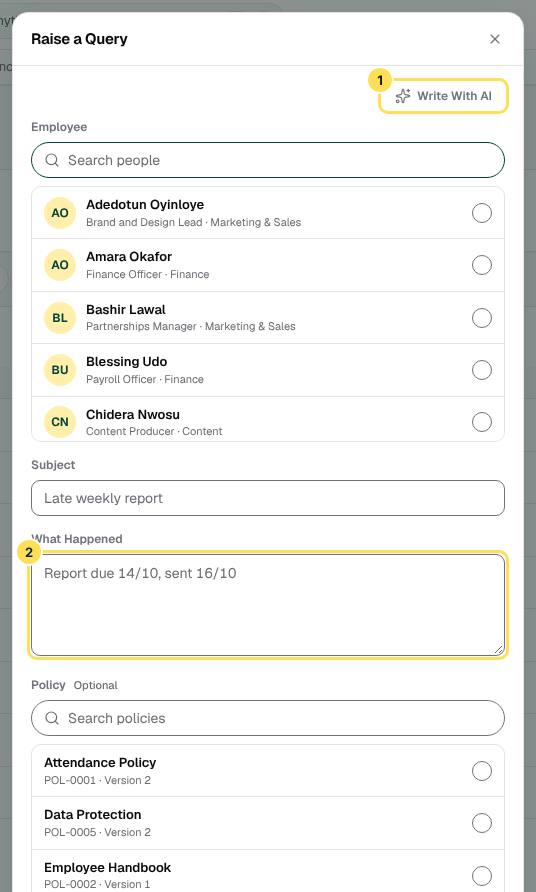 Raise a Query
1
Write With AI
Employee
Search people
AO
Adedotun Oyinloye
Brand and Design Lead · Marketing & Sales
AO
Amara Okafor
Finance Officer · Finance
BL
Bashir Lawal
Partnerships Manager · Marketing & Sales
BU
Blessing Udo
Payroll Officer · Finance
CN
Chidera Nwosu
Content Producer · Content
Subject
Late weekly report
What Happened
2
Report due 14/10, sent 16/10
Policy Optional
Search policies
Attendance Policy
POL-0001 · Version 2
Data Protection
POL-0005 · Version 2
Employee Handbook
POL-0002 · Version 1